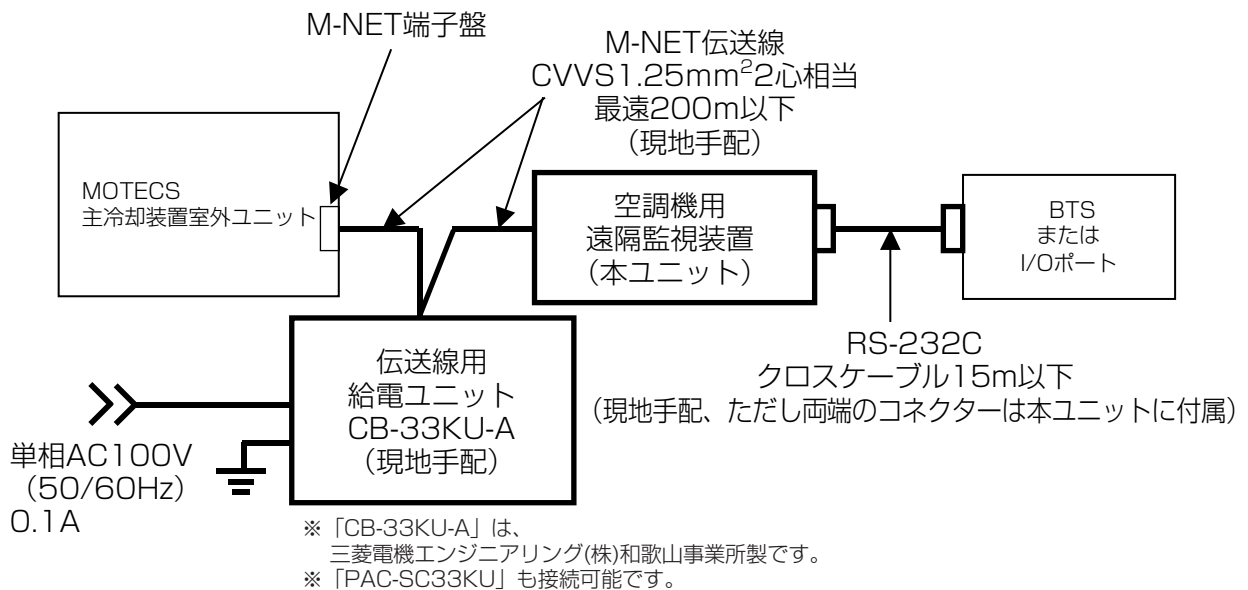 M-NET端子盤
M-NET伝送線
CVVS1.25mm²2心相当
最遠200m以下
（現地手配）
MOTECS
主冷却装置室外ユニット
空調機用
遠隔監視装置
（本ユニット）
BTS
または
I/Oポート
RS-232C
クロスケーブル15m以下
（現地手配、ただし両端のコネクターは本ユニットに付属）
伝送線用
給電ユニット
CB-33KU-A
（現地手配）
単相AC100V
（50/60Hz）
0.1A
※「CB-33KU-A」は、
三菱電機エンジニアリング(株)和歌山事業所製です。
※「PAC-SC33KU」も接続可能です。